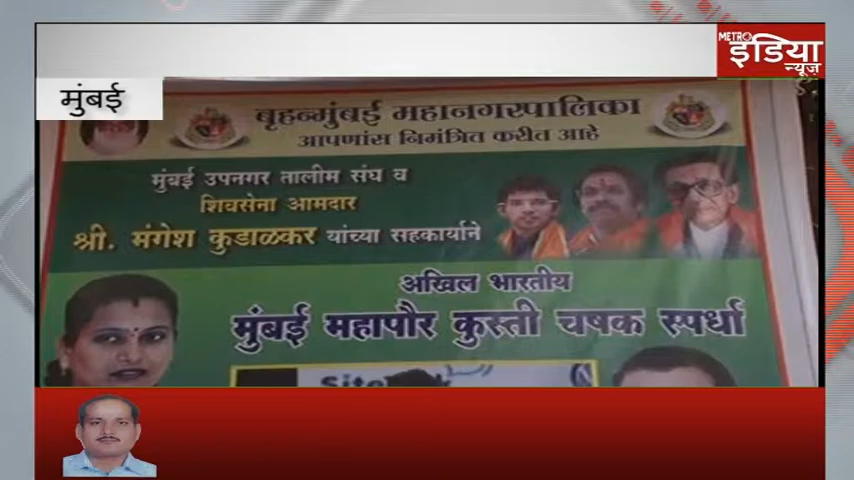 METRO
इंडिया
न्यूज़
मुंबई
बृहन्मुंबई महानगरपालिका
आपणांस निमंत्रित करीत आहे
मुंबई उपनगर तालीम संघ व
शिवसेना आमदार
श्री. मंगेश कुडाळकर यांच्या सहकार्याने
अखिल भारतीय
मुंबई महापौर कुस्ती चषक स्पर्धा